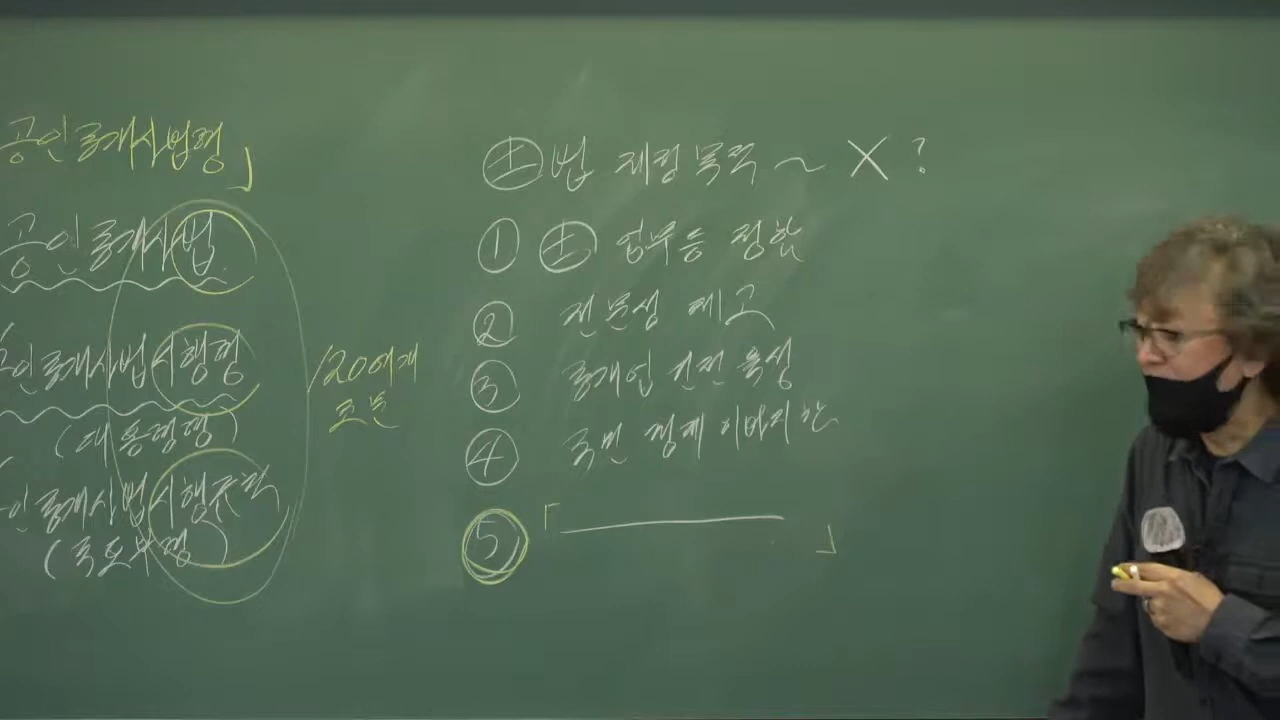 공인중개사법령」
공인중개사법
공인중개사법시행령
(대통령령)
인중개사법시행규칙
(국토부령)
120여개
조문
㊏법 제정목적 ~ X ?
① ㊏ 업무등 정함
② 전문성 제고
③ 중개업 건전 육성
④ 국민 경제 이바지함
⑤ 「 」